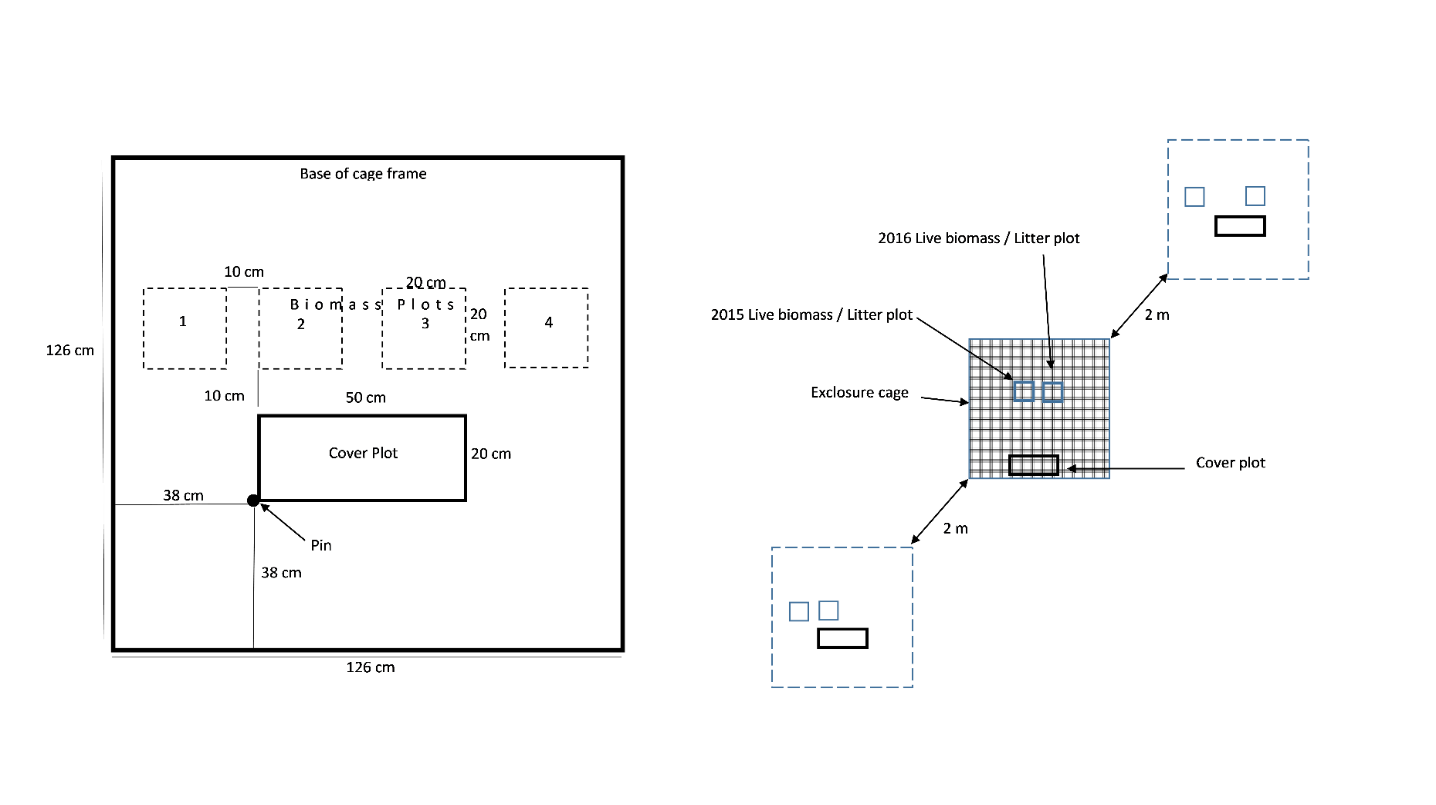 Base of cage frame
10 cm
20 cm
Biomass Plots
20
cm
1
2
3
4
126 cm
10 cm
50 cm
Cover Plot
20 cm
38 cm
Pin
38 cm
126 cm
2016 Live biomass / Litter plot
2015 Live biomass / Litter plot
2 m
Exclosure cage
Cover plot
2 m